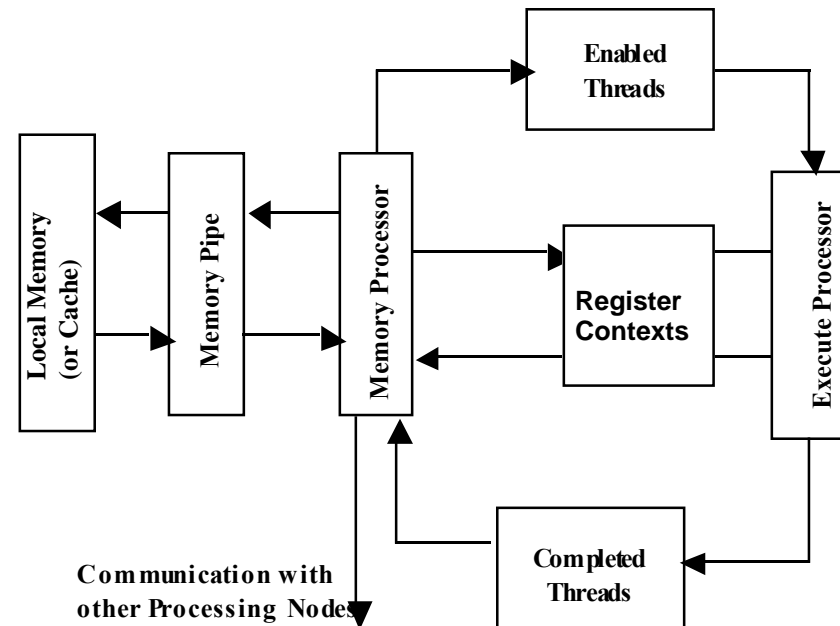 Enabled
Threads
Local Memory
(or Cache)
Memory Pipe
Memory Processor
Register
Contexts
Execute Processor
Communication with
other Processing Nodes
Completed
Threads